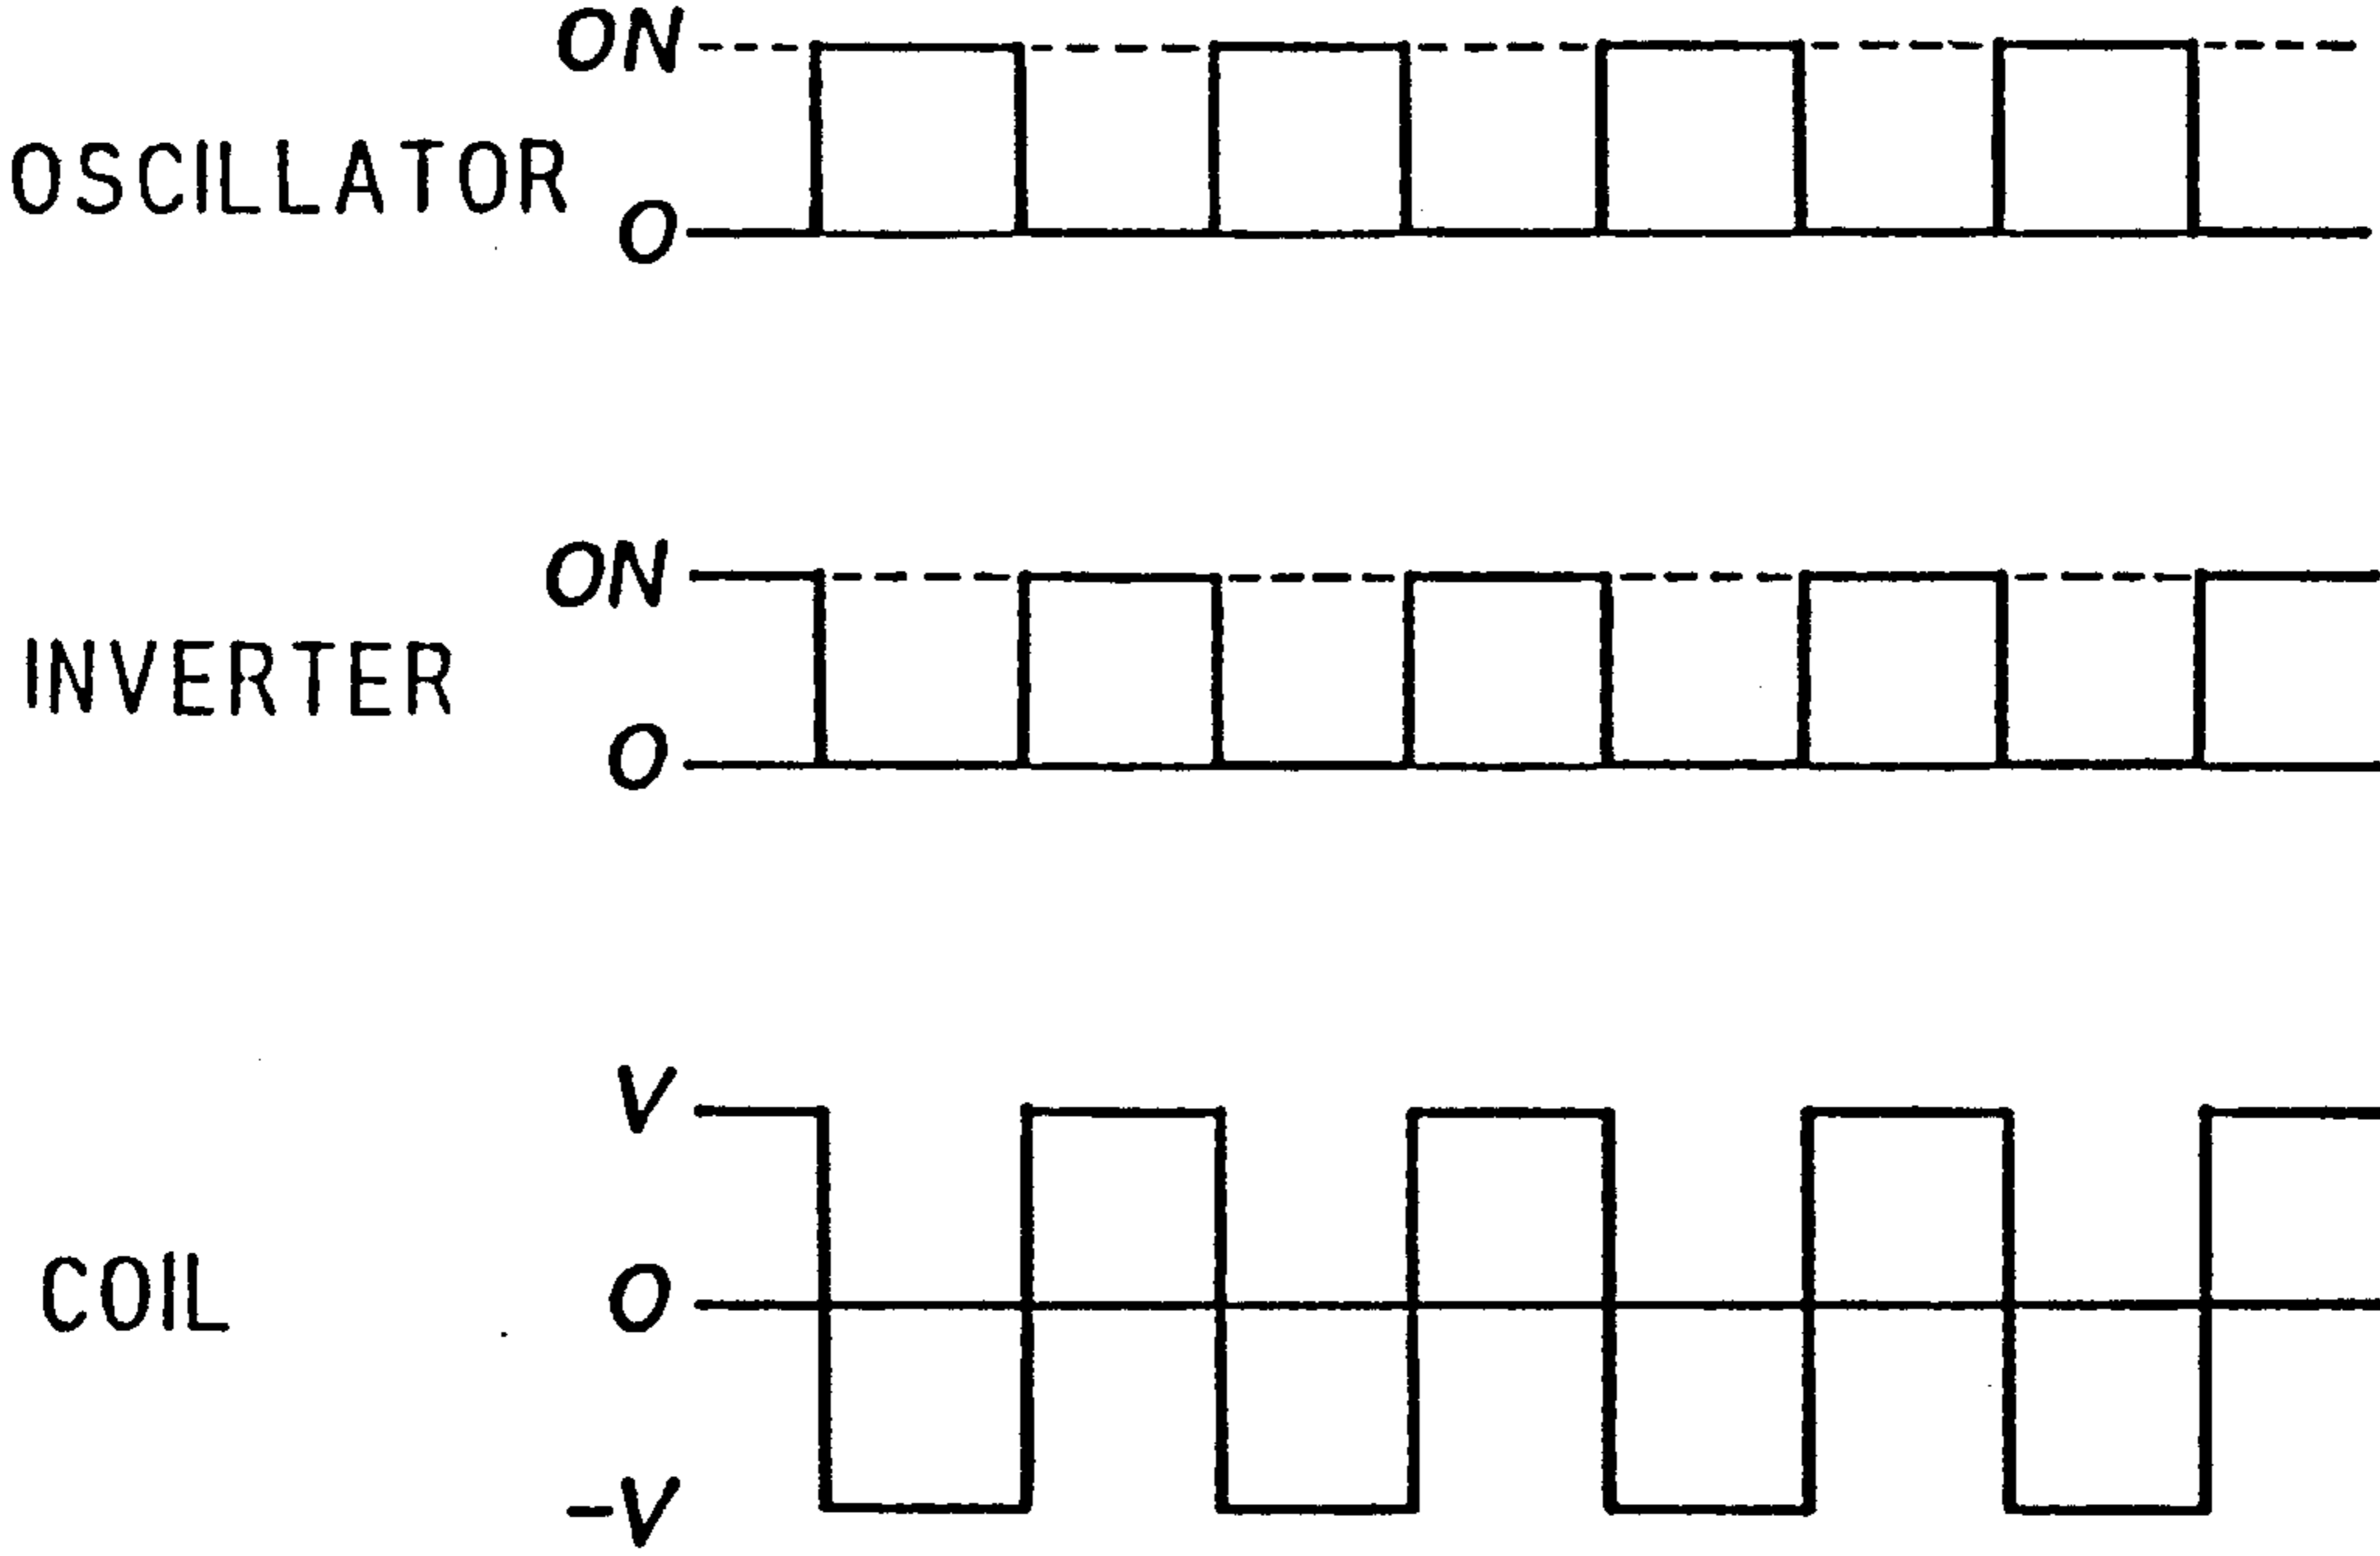 ON
OSCILLATOR
O
ON
INVERTER
O
V
COIL
O
-V